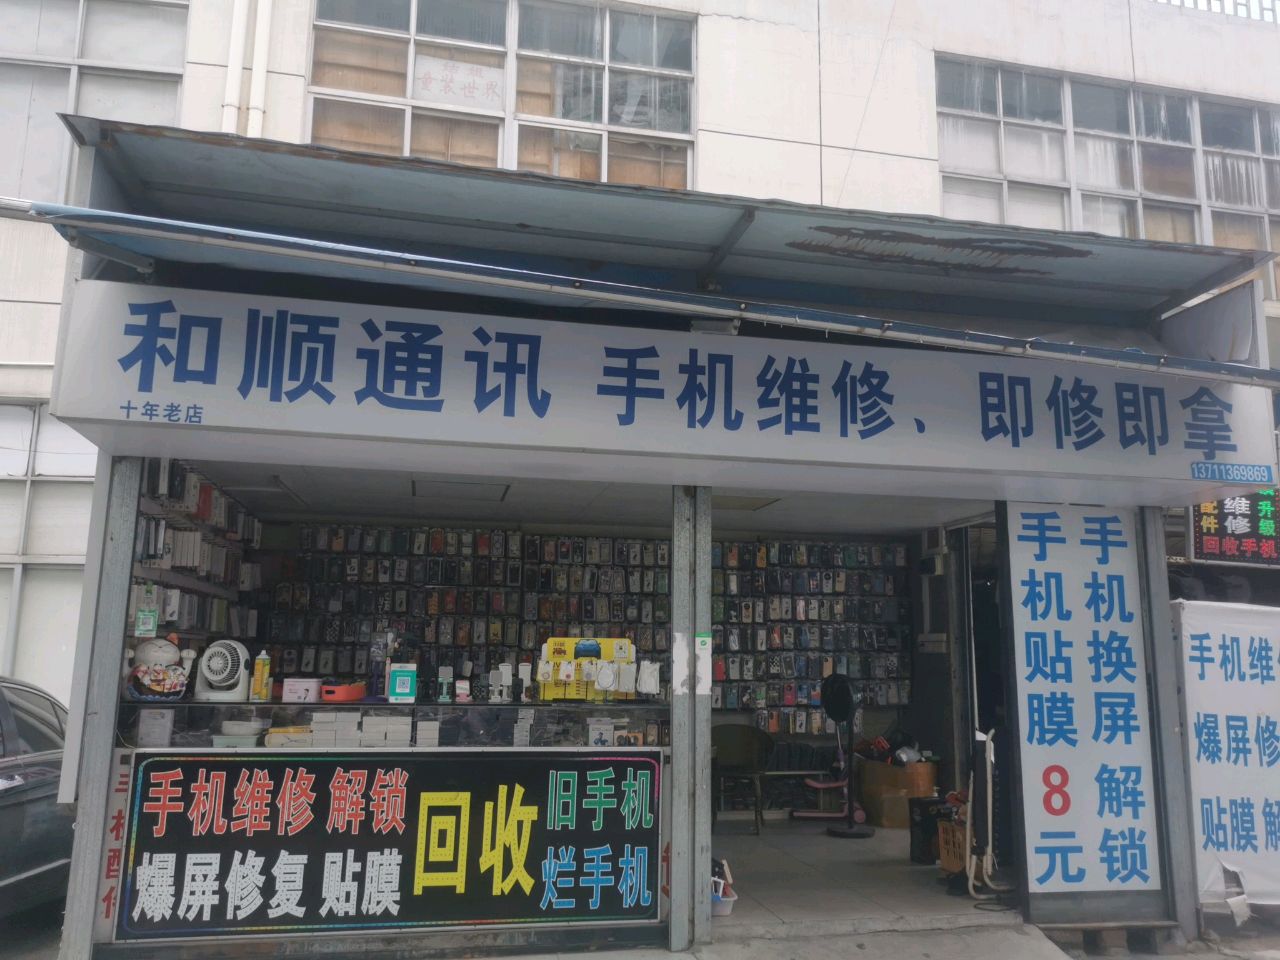 童装世界
和顺通讯 手机维修、即修即拿
十年老店
13711369869
手机贴膜8元
手机换屏 解锁
配件
维修
升级
回收手机
手机维
爆屏修
贴膜解
手机维修 解锁
爆屏修复 贴膜
回收
旧手机
烂手机